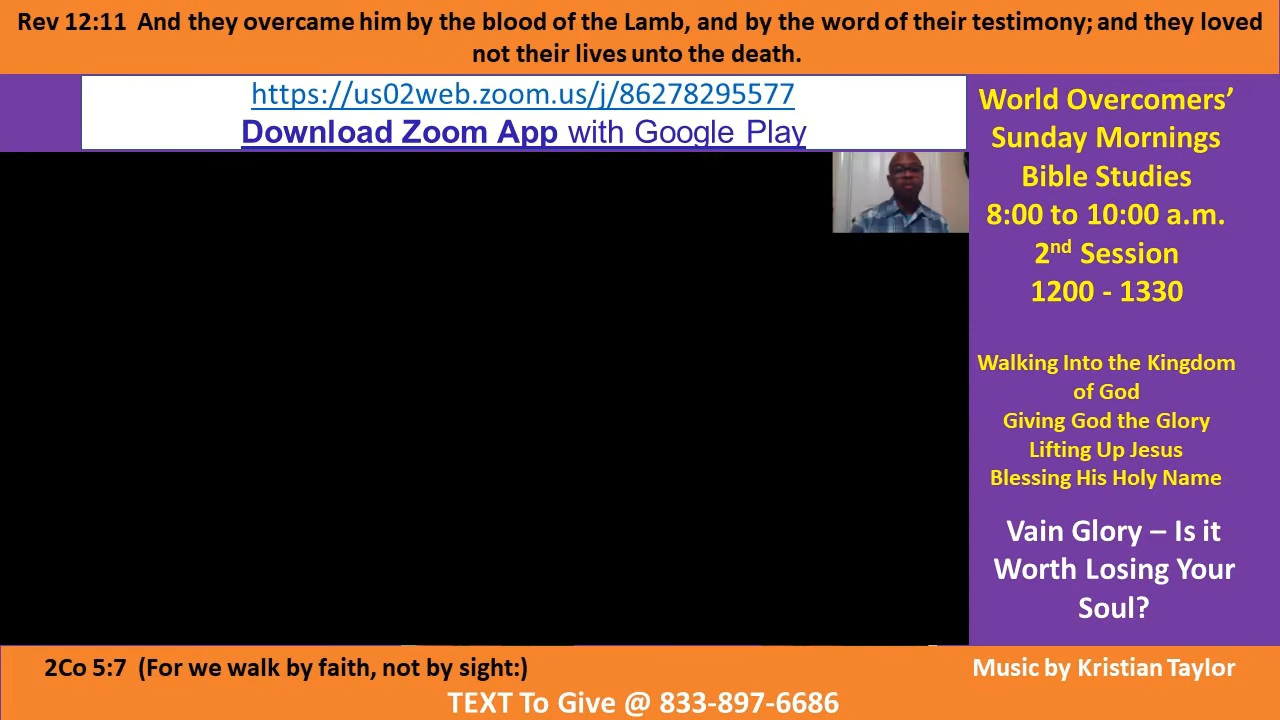 Rev 12:11  And they overcame him by the blood of the Lamb, and by the word of their testimony; and they loved
not their lives unto the death.
https://us02web.zoom.us/j/86278295577
Download Zoom App with Google Play
World Overcomers’
Sunday Mornings
Bible Studies
8:00 to 10:00 a.m.
2nd Session
1200 - 1330
Walking Into the Kingdom
of God
Giving God the Glory
Lifting Up Jesus
Blessing His Holy Name
Vain Glory – Is it
Worth Losing Your
Soul?
2Co 5:7  (For we walk by faith, not by sight:)
Music by Kristian Taylor
TEXT To Give @ 833-897-6686